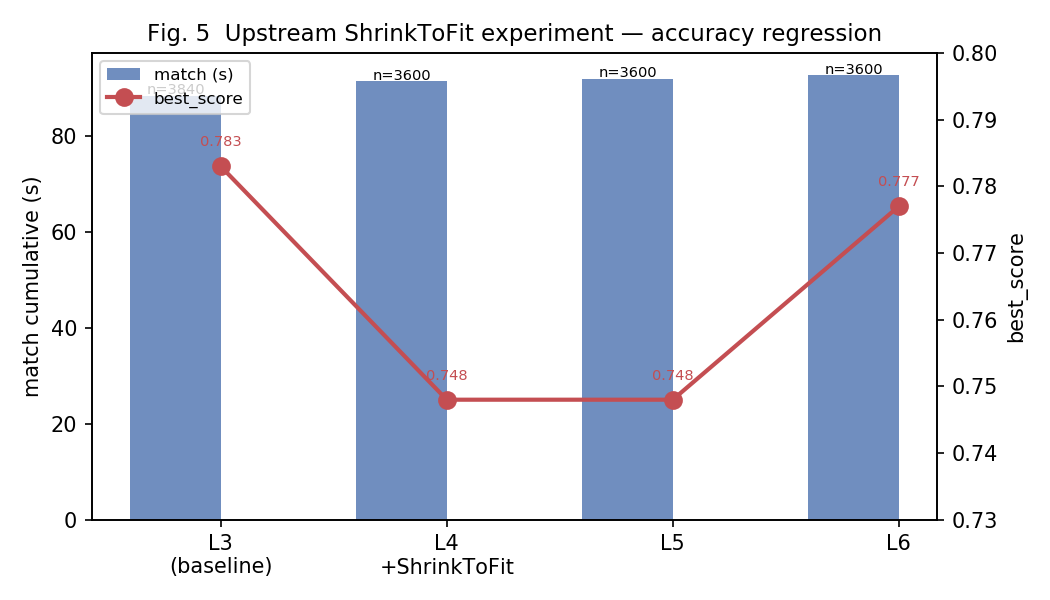 Fig. 5  Upstream ShrinkToFit experiment — accuracy regression
match (s)
best_score
n=3840
n=3600
n=3600
n=3600
0.783
0.748
0.748
0.777
match cumulative (s)
80
60
40
20
0
0.80
0.79
0.78
0.77
0.76
0.75
0.74
0.73
best_score
L3
(baseline)
L4
+ShrinkToFit
L5
L6